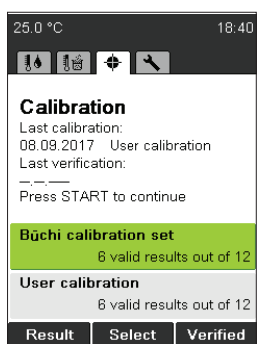 25.0 °C 18:40
Calibration
Last calibration:
08.09.2017 User calibration
Last verification:
--.--.----
Press START to continue
Büchi calibration set
6 valid results out of 12
User calibration
6 valid results out of 12
Result Select Verified